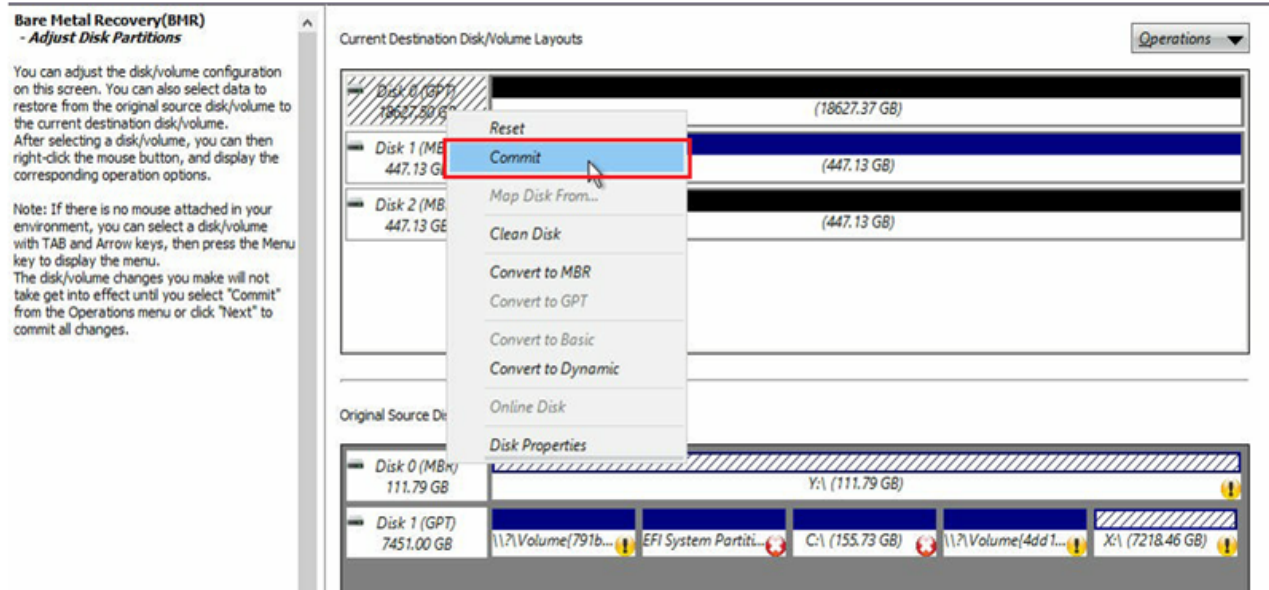 Bare Metal Recovery(BMR)
- Adjust Disk Partitions
You can adjust the disk/volume configuration
on this screen. You can also select data to
restore from the original source disk/volume to
the current destination disk/volume.
After selecting a disk/volume, you can then
right-click the mouse button, and display the
corresponding operation options.
Note: If there is no mouse attached in your
environment, you can select a disk/volume
with TAB and Arrow keys, then press the Menu
key to display the menu.
The disk/volume changes you make will not
take get into effect until you select "Commit"
from the Operations menu or click "Next" to
commit all changes.
Current Destination Disk/Volume Layouts
Operations
Disk 0 (GPT)
18627.50 G
(18627.37 GB)
Disk 1 (MB
447.13 G
(447.13 GB)
Disk 2 (MB
447.13 GB
(447.13 GB)
Reset
Commit
Map Disk From...
Clean Disk
Convert to MBR
Convert to GPT
Convert to Basic
Convert to Dynamic
Online Disk
Disk Properties
Original Source Di
Disk 0 (MBR)
111.79 GB
Y:\ (111.79 GB)
Disk 1 (GPT)
7451.00 GB
\\?\Volume{791b...
EFI System Partiti...
C:\ (155.73 GB)
\\?\Volume{4dd1...
X:\ (7218.46 GB)